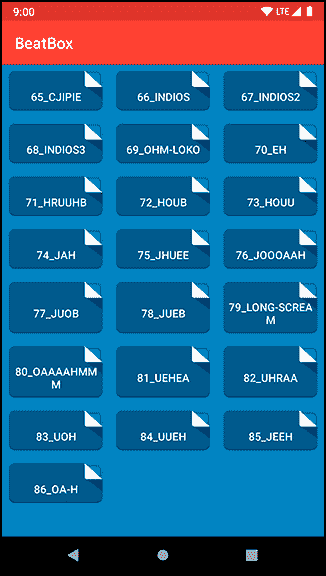 9:00 LTE
BeatBox
65_CJIPIE 66_INDIOS 67_INDIOS2
68_INDIOS3 69_OHM-LOKO 70_EH
71_HRUUHB 72_HOUB 73_HOUU
74_JAH 75_JHUEE 76_JOOOAAH
77_JUOB 78_JUEB 79_LONG-SCREA
M
80_OAAAAHMM
M 81_UEHEA 82_UHRAA
83_UOH 84_UUEH 85_JEEH
86_OA-H